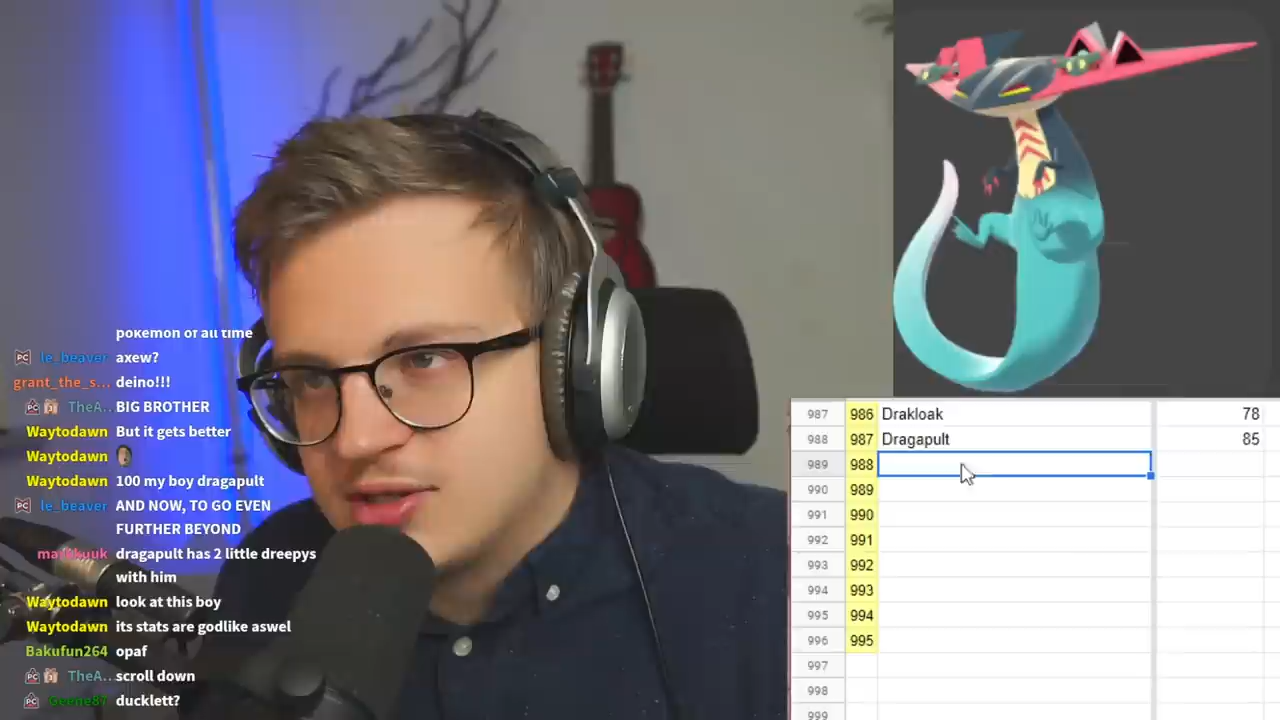 pokemon of all time
le_beaver axew?
grant_the_s... deino!!!
TheA... BIG BROTHER
Waytodawn But it gets better
Waytodawn
Waytodawn 100 my boy dragapult
le_beaver AND NOW, TO GO EVEN
FURTHER BEYOND
dragapult has 2 little dreepys
with him
Waytodawn look at this boy
Waytodawn its stats are godlike aswel
Bakufun264 opaf
TheA... scroll down
ducklett?
987 986 Drakloak 78
988 987 Dragapult 85
989 988
990 989
991 990
992 991
993 992
994 993
995 994
996 995
997
998
999